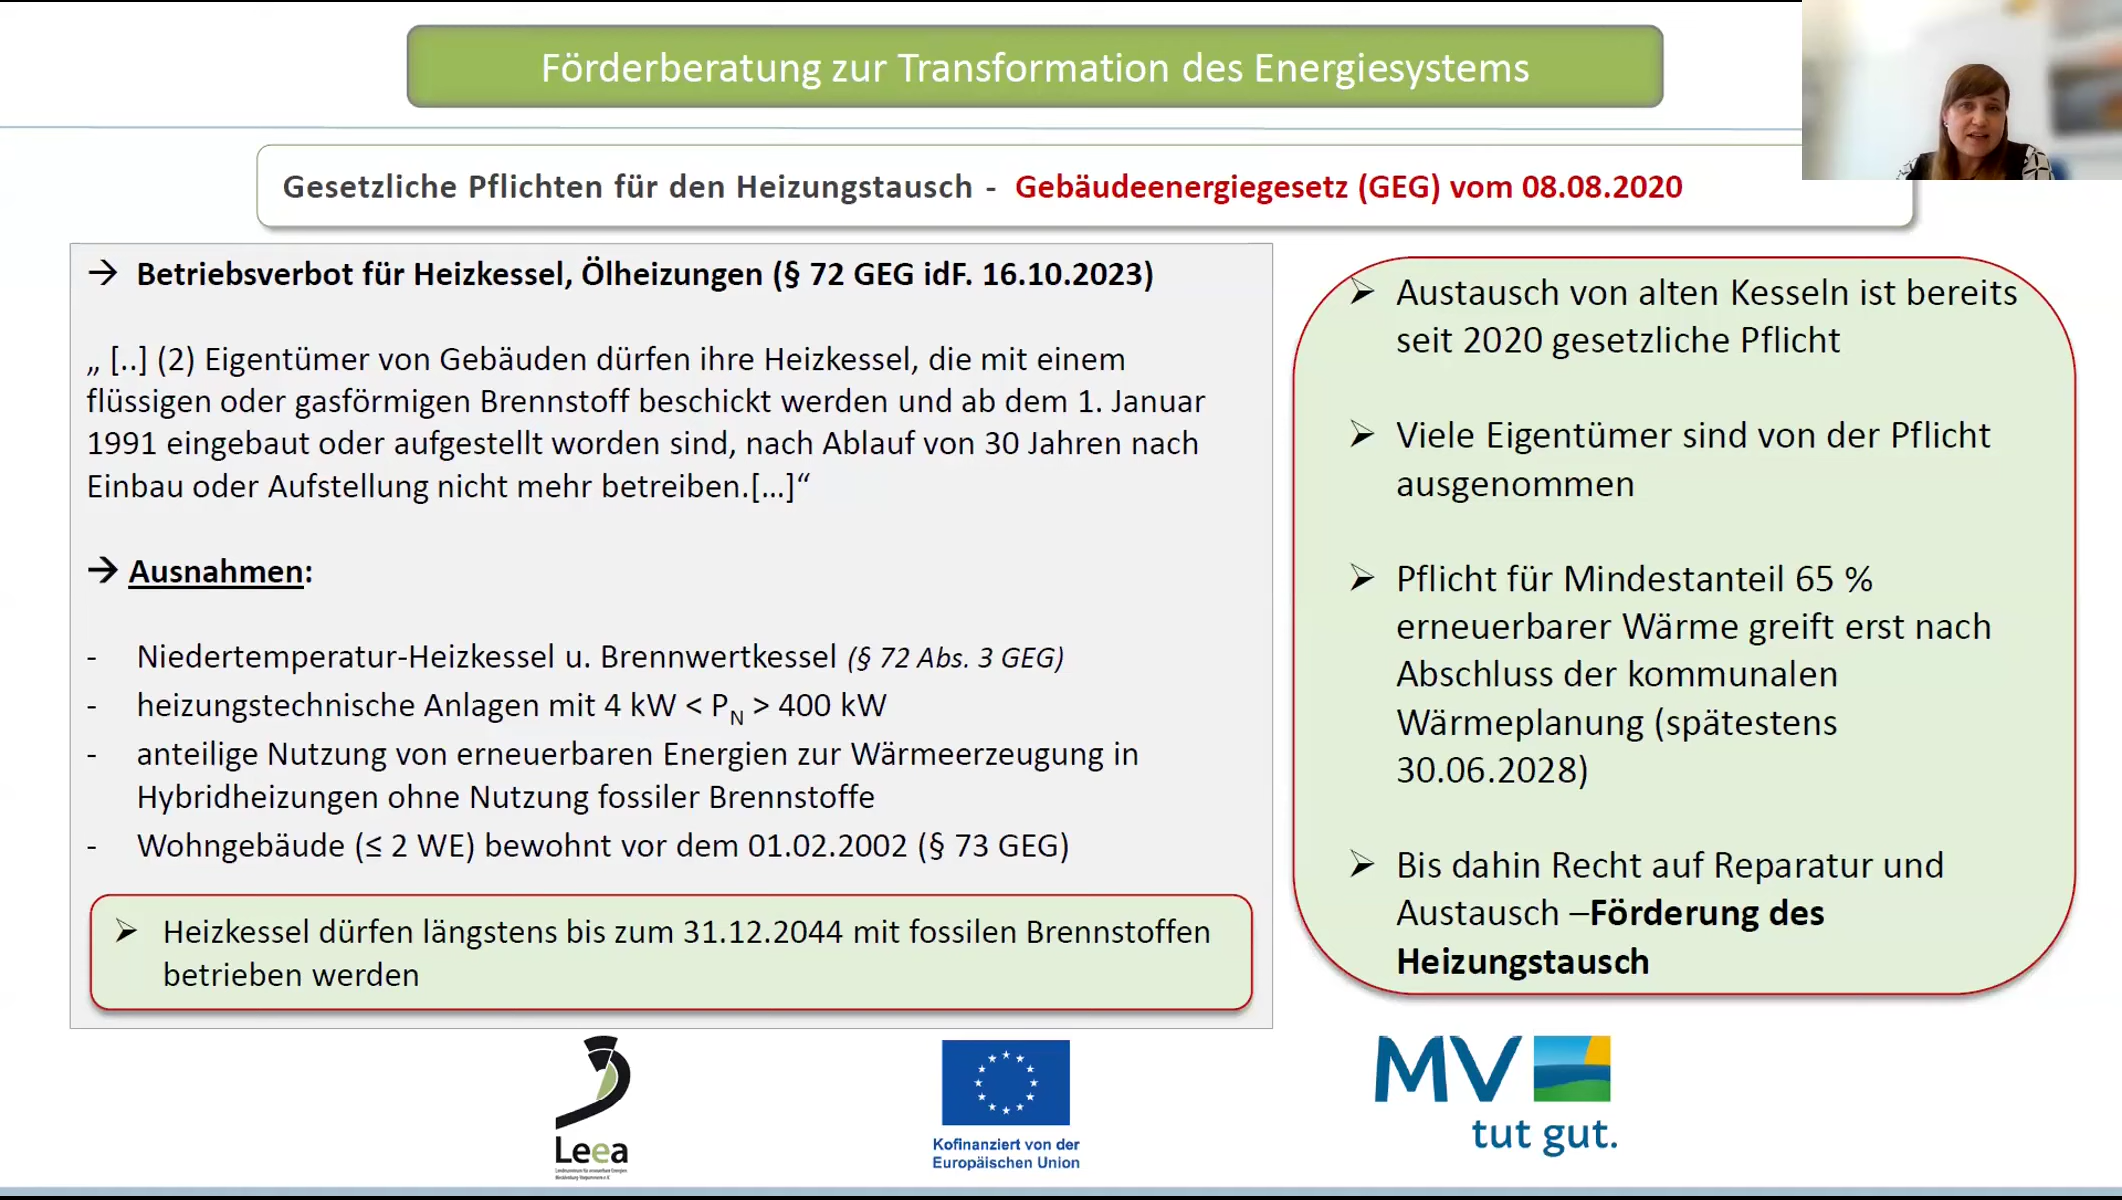 Förderberatung zur Transformation des Energiesystems
Gesetzliche Pflichten für den Heizungstausch - Gebäudeenergiegesetz (GEG) vom 08.08.2020
→ Betriebsverbot für Heizkessel, Ölheizungen (§ 72 GEG idF. 16.10.2023)
„ [..] (2) Eigentümer von Gebäuden dürfen ihre Heizkessel, die mit einem
flüssigen oder gasförmigen Brennstoff beschickt werden und ab dem 1. Januar
1991 eingebaut oder aufgestellt worden sind, nach Ablauf von 30 Jahren nach
Einbau oder Aufstellung nicht mehr betreiben.[...]“
→ Ausnahmen:
- Niedertemperatur-Heizkessel u. Brennwertkessel (§ 72 Abs. 3 GEG)
- heizungstechnische Anlagen mit 4 kW < PN > 400 kW
- anteilige Nutzung von erneuerbaren Energien zur Wärmeerzeugung in
Hybridheizungen ohne Nutzung fossiler Brennstoffe
- Wohngebäude (≤ 2 WE) bewohnt vor dem 01.02.2002 (§ 73 GEG)
➢ Heizkessel dürfen längstens bis zum 31.12.2044 mit fossilen Brennstoffen
betrieben werden
➢ Austausch von alten Kesseln ist bereits
seit 2020 gesetzliche Pflicht
➢ Viele Eigentümer sind von der Pflicht
ausgenommen
➢ Pflicht für Mindestanteil 65 %
erneuerbarer Wärme greift erst nach
Abschluss der kommunalen
Wärmeplanung (spätestens
30.06.2028)
➢ Bis dahin Recht auf Reparatur und
Austausch –Förderung des
Heizungstausch
Leea
Kofinanziert von der
Europäischen Union
MV
tut gut.